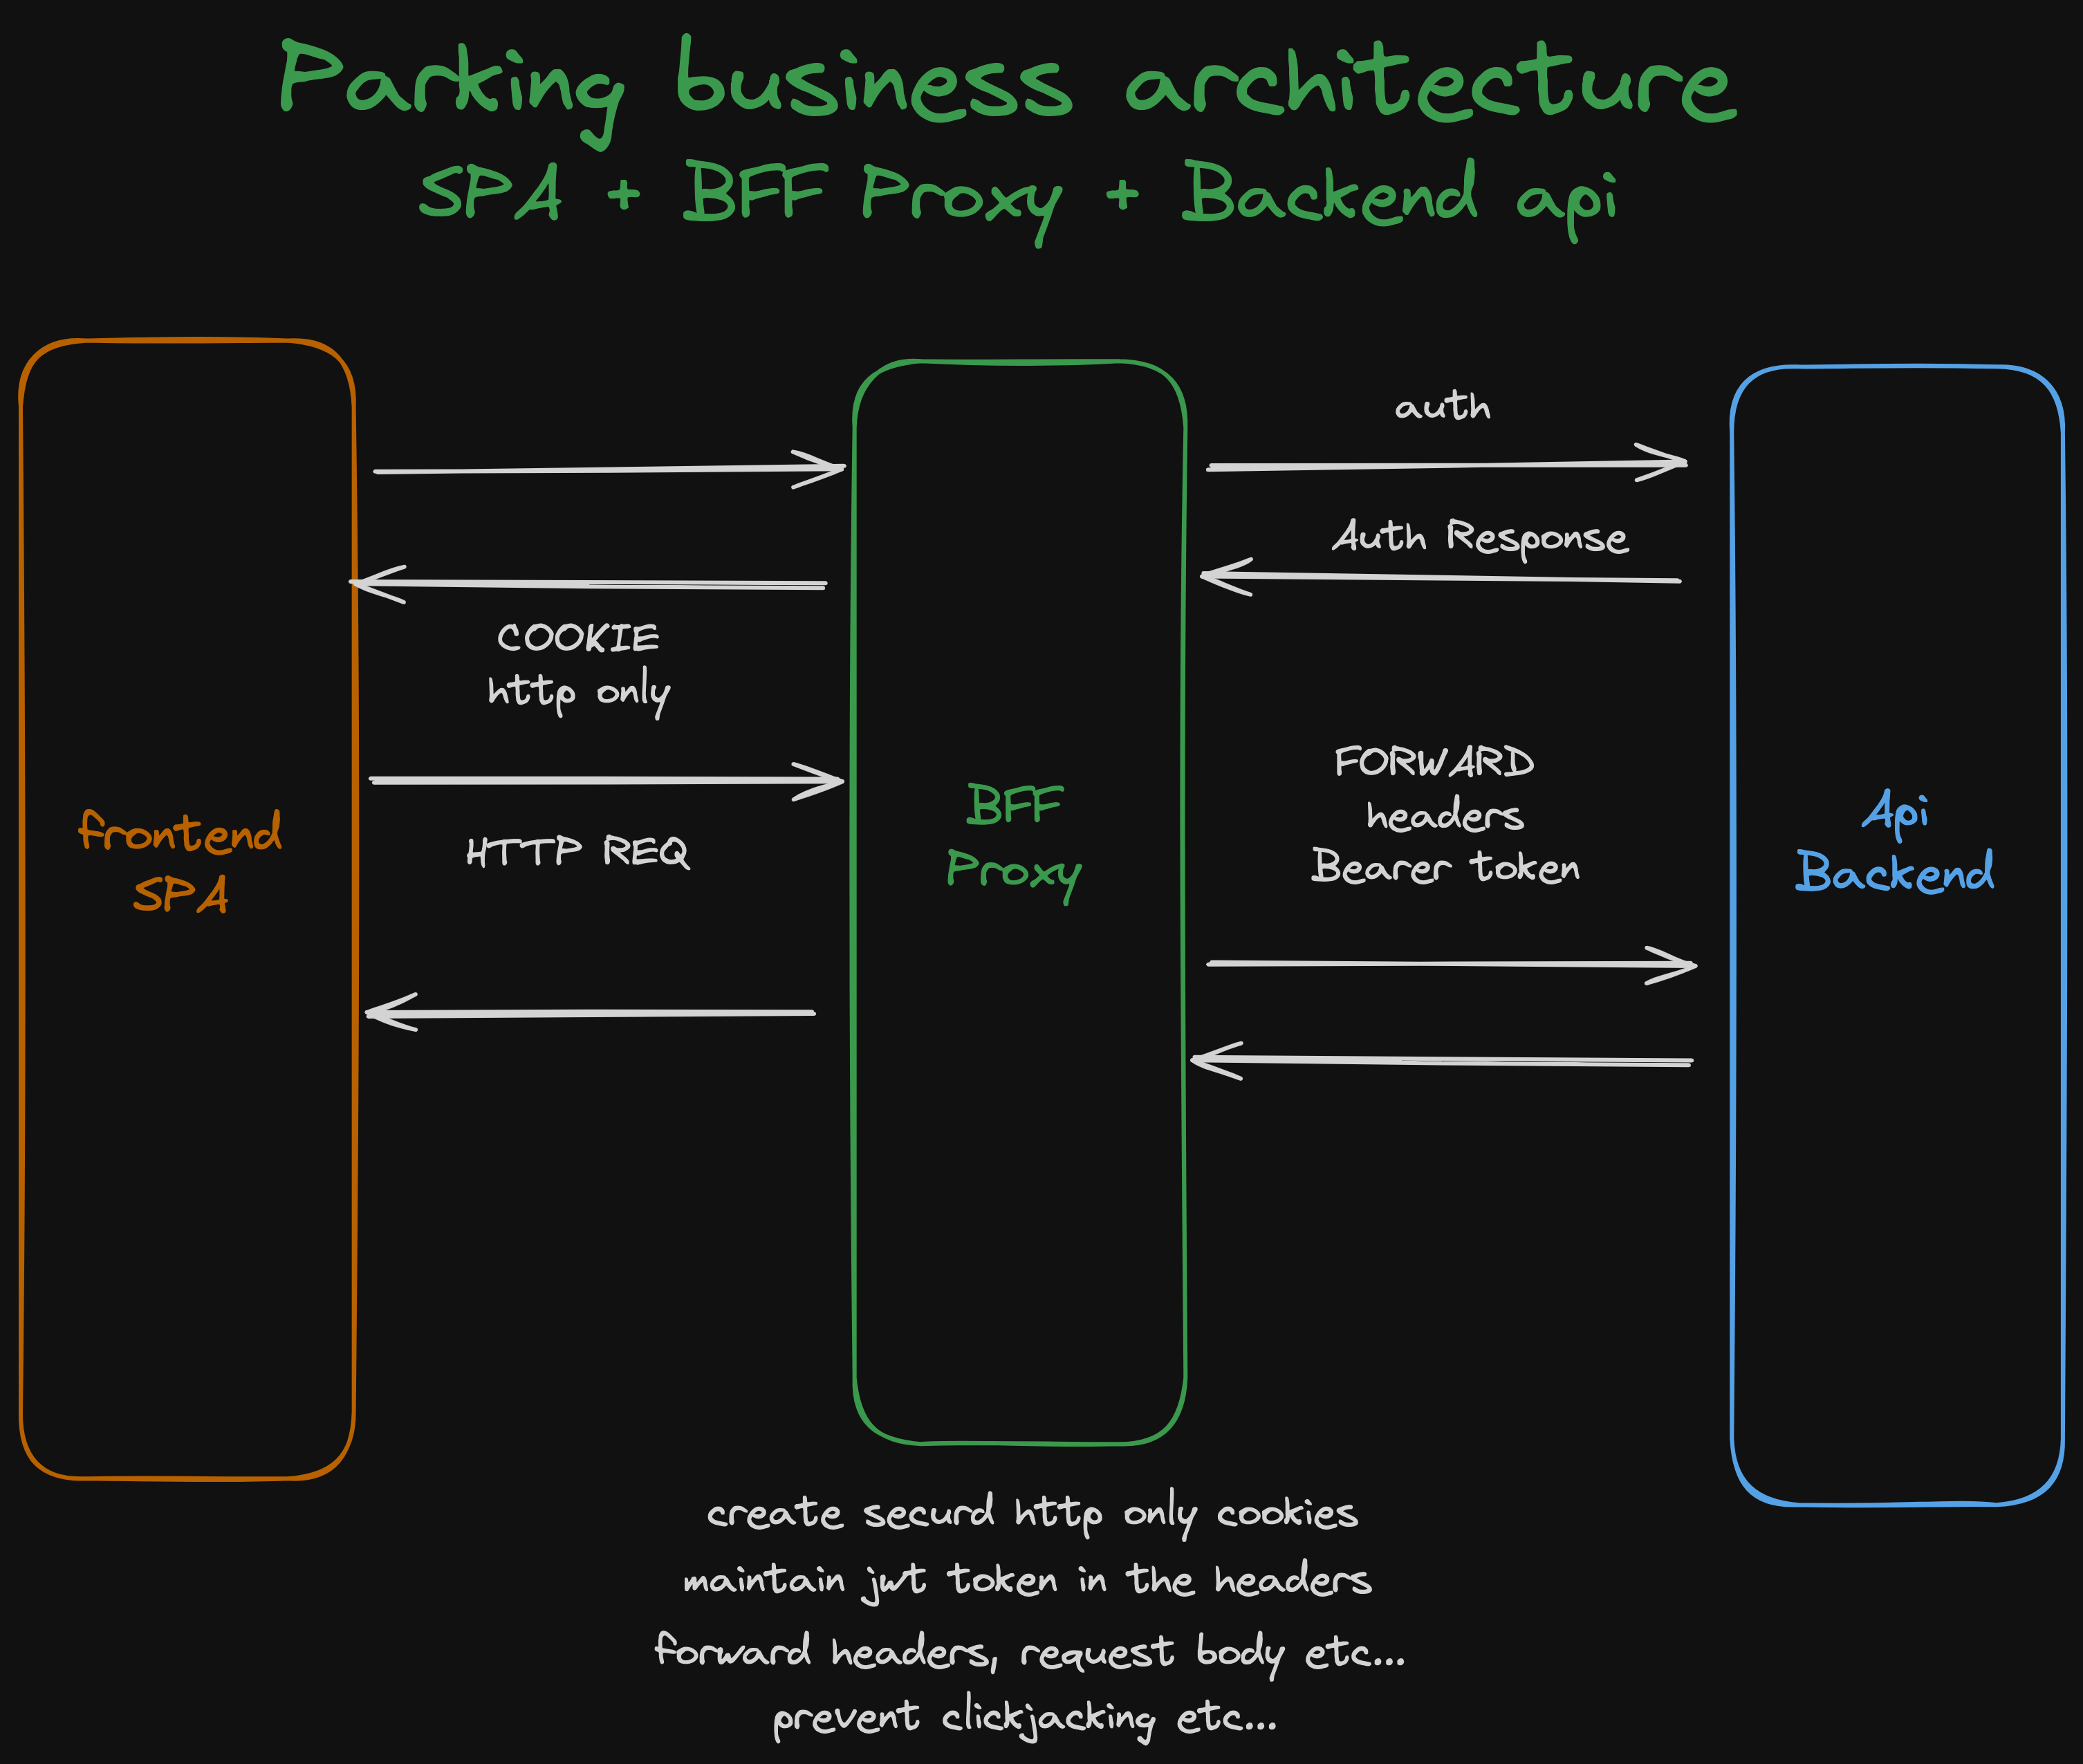 Parking business architecture
SPA + BFF Proxy + Backend api
auth
Auth Response
COOKIE
http only
HTTP REQ
FORWARD
headers
Bearer token
frontend
SPA
BFF
Proxy
Api
Backend
create securd http only cookies
maintain jwt token in the headers
forward headers, request body etc...
prevent clickjacking etc...